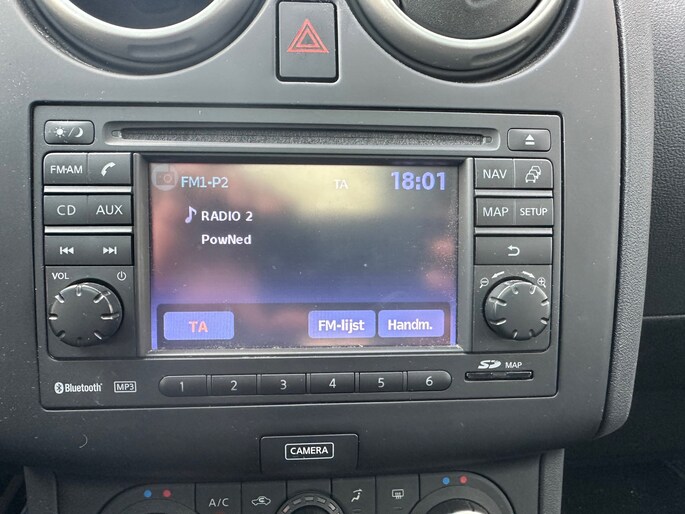 FM1•P2 TA 18:01
RADIO 2
PowNed
TA FM-lijst Handm.
FM•AM
CD AUX
VOL
NAV
MAP SETUP
Bluetooth® MP3
1 2 3 4 5 6
SD MAP
CAMERA
A/C